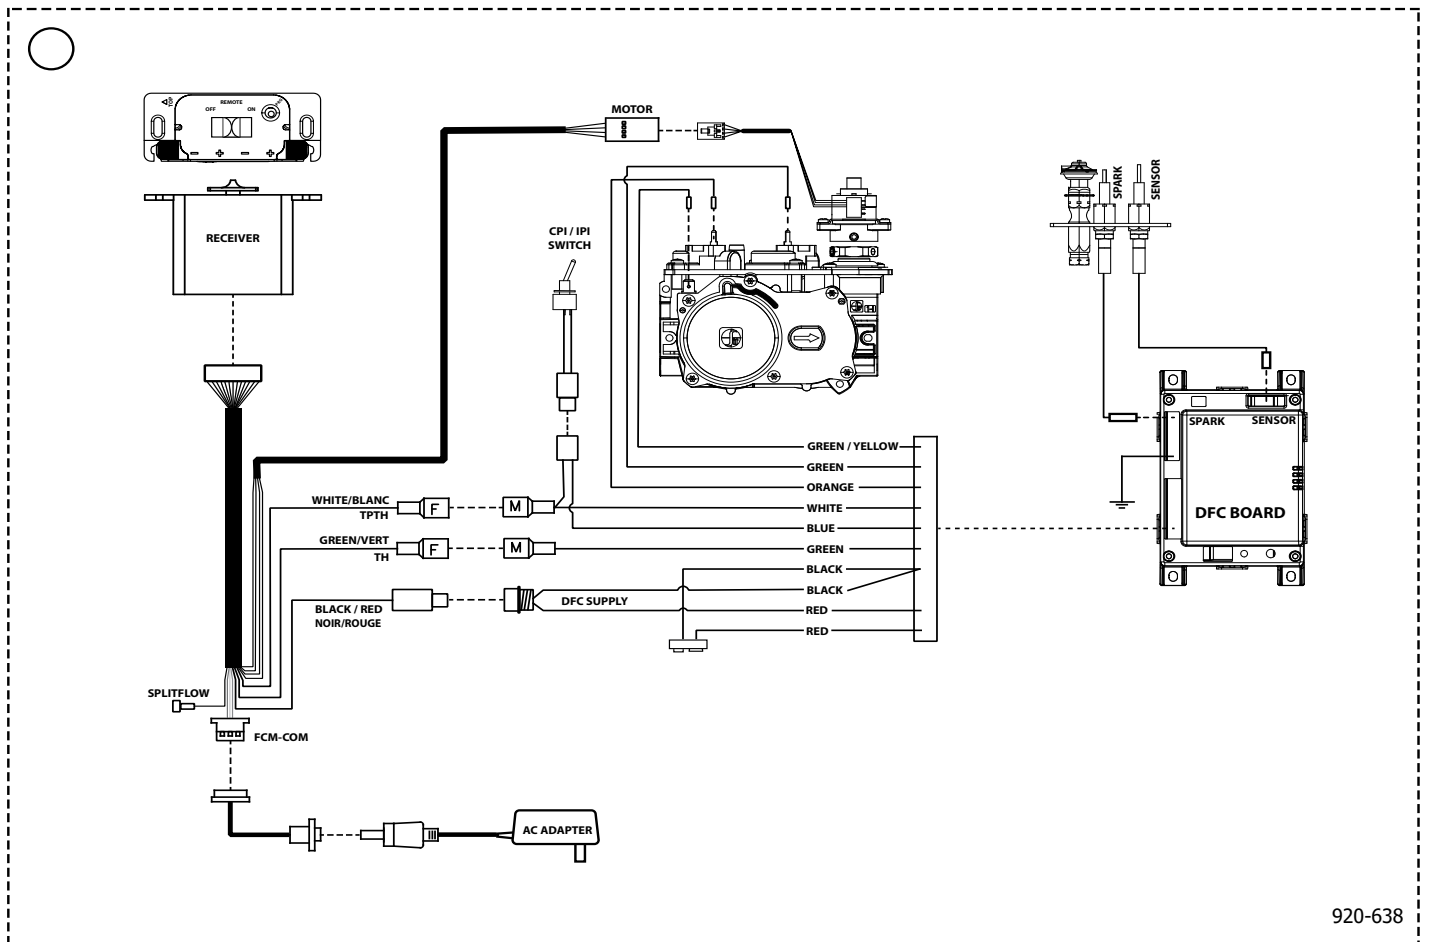 TOP
REMOTE
OFF
ON
PRG
RECEIVER
MOTOR
CPI / IPI
SWITCH
SPARK
SENSOR
SPARK
SENSOR
DFC BOARD
GREEN / YELLOW
GREEN
ORANGE
WHITE
BLUE
GREEN
BLACK
BLACK
RED
RED
WHITE/BLANC
TPTH
F
M
GREEN/VERT
TH
F
M
BLACK / RED
NOIR/ROUGE
DFC SUPPLY
SPLITFLOW
FCM-COM
AC ADAPTER
920-638